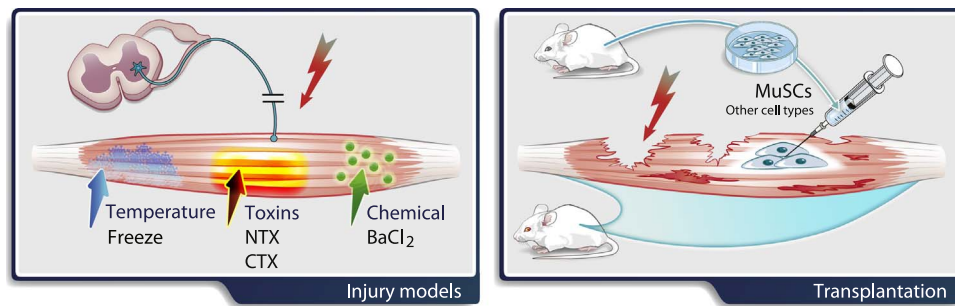 Temperature
Freeze
Toxins
NTX
CTX
Chemical
BaCl₂
Injury models
MuSCs
Other cell types
Transplantation